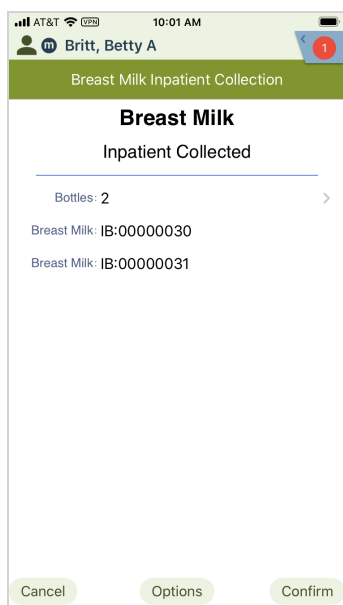 AT&T VPN 10:01 AM
m Britt, Betty A
1
Breast Milk Inpatient Collection
Breast Milk
Inpatient Collected
Bottles: 2
Breast Milk: IB:00000030
Breast Milk: IB:00000031
Cancel Options Confirm